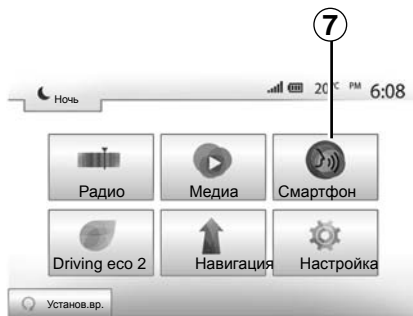 7
Ночь
20°C PM 6:08
Радио Медиа Смартфон
Driving eco 2 Навигация Настройка
Установ.вр.